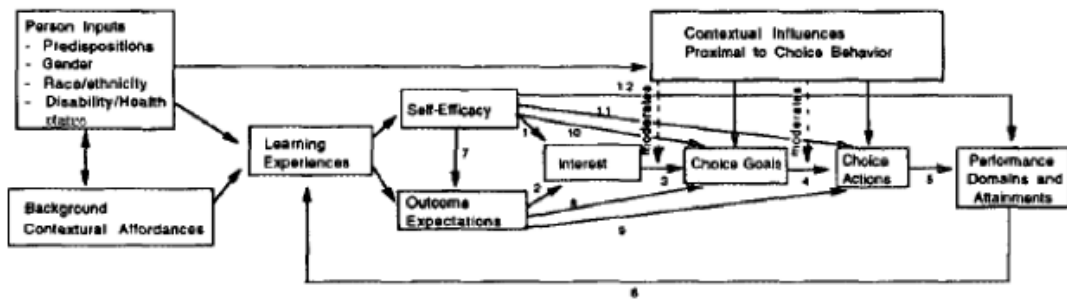 Person Inputs
- Predispositions
- Gender
- Race/ethnicity
- Disability/Health
Background
Contextural Affordances
Learning
Experiences
Self-Efficacy
Outcome
Expectations
Interest
Contextual Influences
Proximal to Choice Behavior
moderates
moderates
Choice Goals
Choice
Actions
Performance
Domains and
Attainments
1
2
3
4
5
6
7
8
9
10
11
12